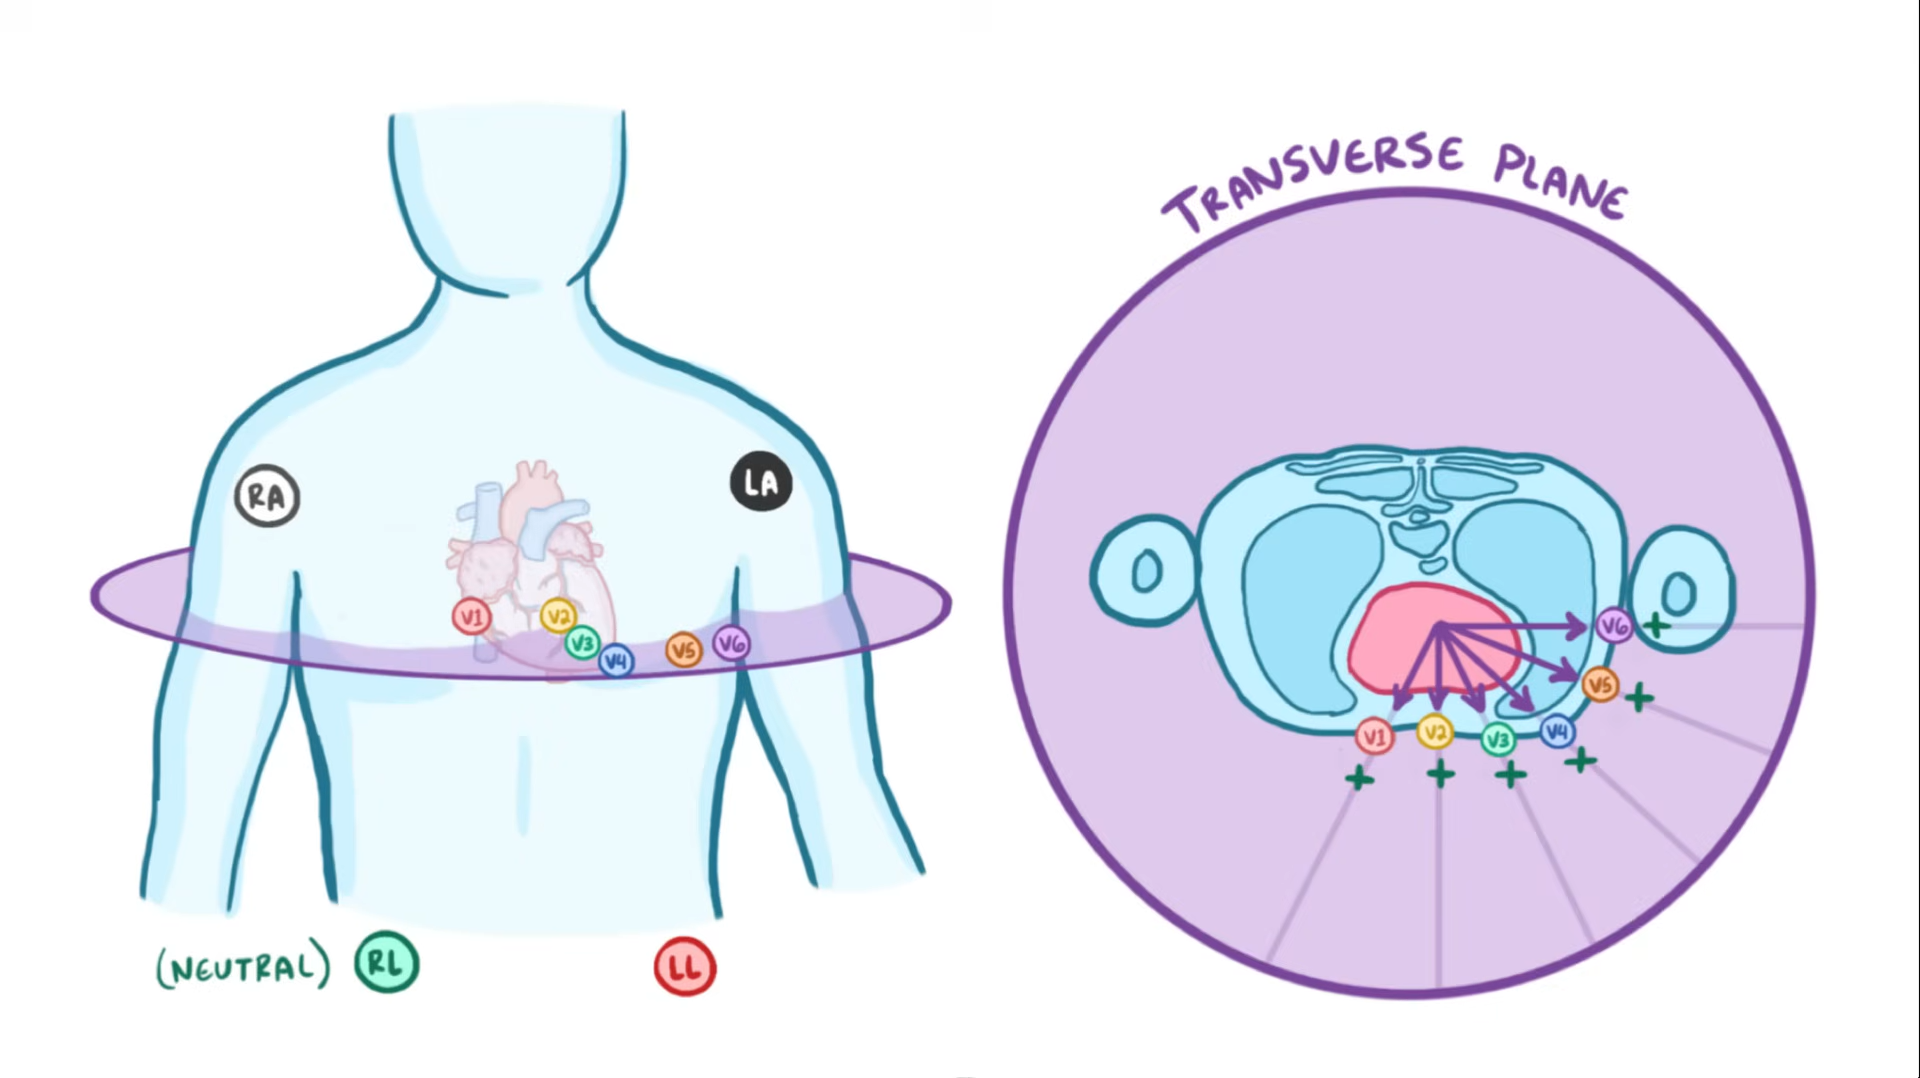 TRANSVERSE PLANE
RA
LA
V1
V2
V3
V4
V5
V6
(NEUTRAL) RL
LL
V6 +
V5 +
V1
V2
V3
V4
+ + + +